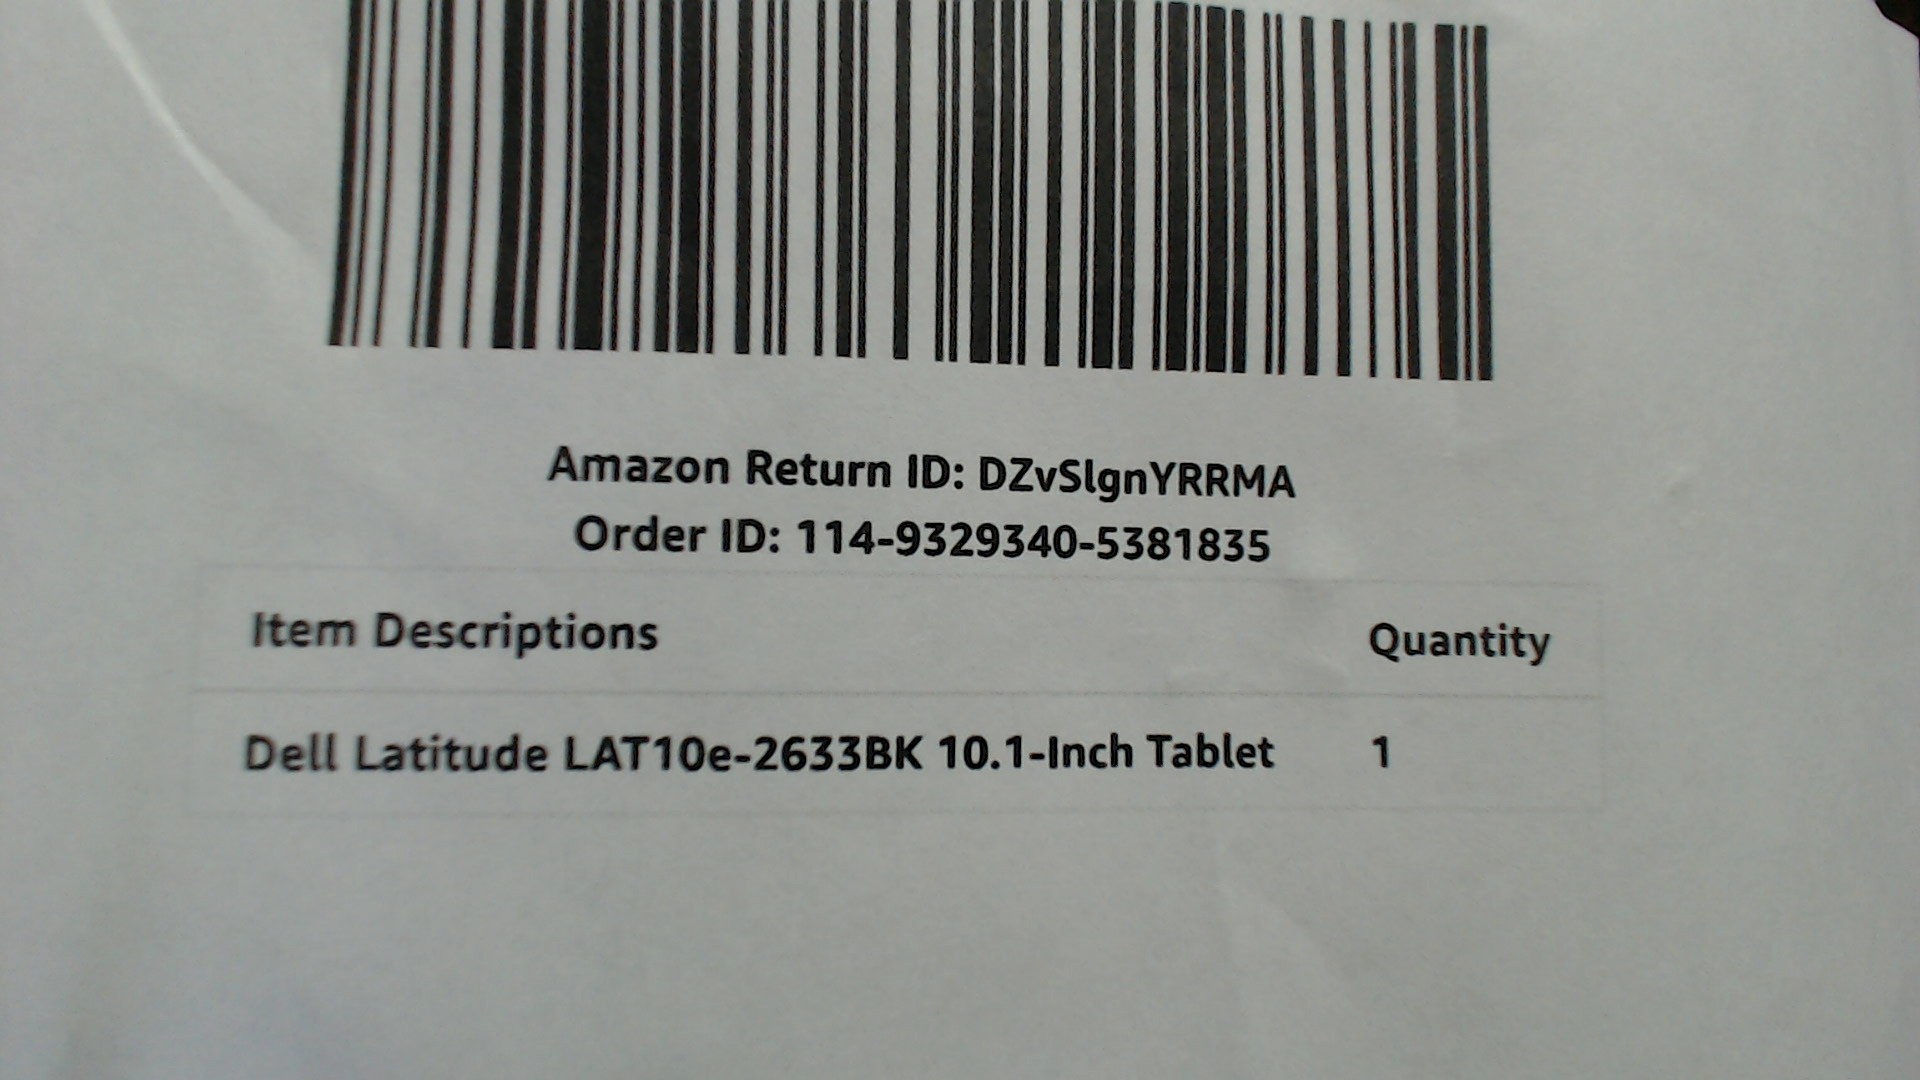 Amazon Return ID: DZvSlgnYRRMA
Order ID: 114-9329340-5381835
Item Descriptions Quantity
Dell Latitude LAT10e-2633BK 10.1-Inch Tablet 1